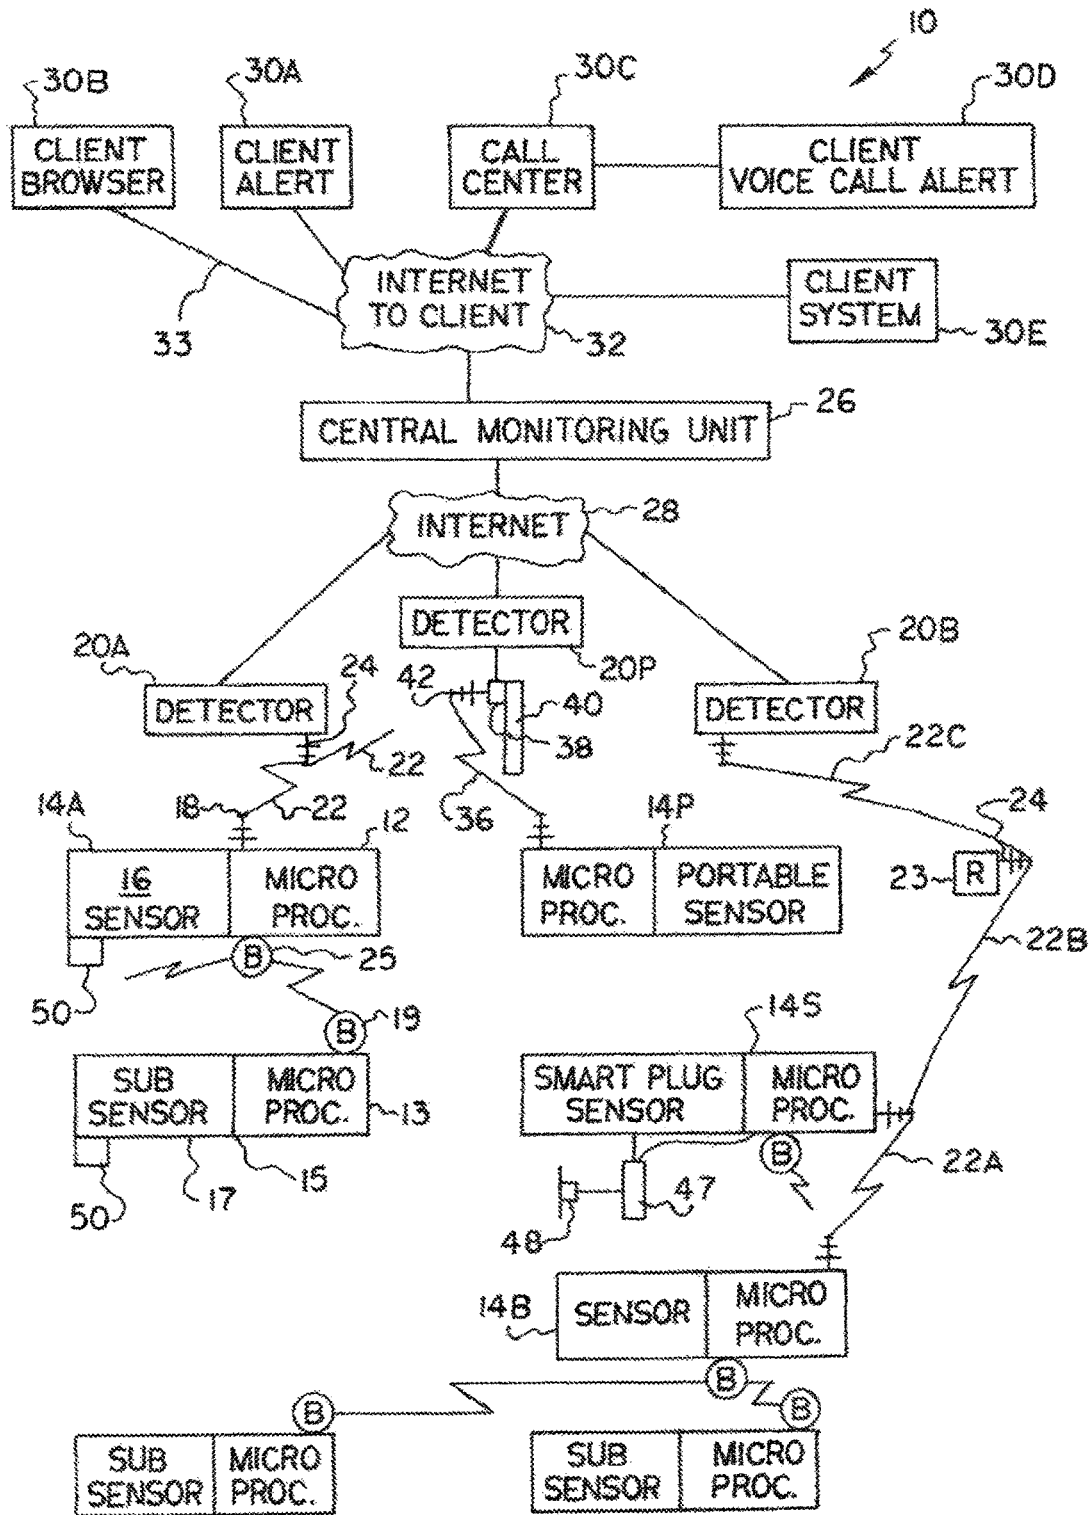 10
30B
30A
30C
30D
CLIENT
BROWSER
CLIENT
ALERT
CALL
CENTER
CLIENT
VOICE CALL ALERT
INTERNET
TO CLIENT
CLIENT
SYSTEM
33
32
30E
26
CENTRAL MONITORING UNIT
INTERNET
28
DETECTOR
20A
24
42
20P
20B
DETECTOR
40
DETECTOR
38
22
22C
18
22
36
14A
12
14P
24
16
SENSOR
MICRO
PROC.
MICRO
PROC.
PORTABLE
SENSOR
23
R
B
25
22B
50
19
B
14S
SUB
SENSOR
MICRO
PROC.
13
SMART PLUG
SENSOR
MICRO
PROC.
B
22A
50
17
15
47
48
14B
SENSOR
MICRO
PROC.
B
B
B
SUB
SENSOR
MICRO
PROC.
SUB
SENSOR
MICRO
PROC.